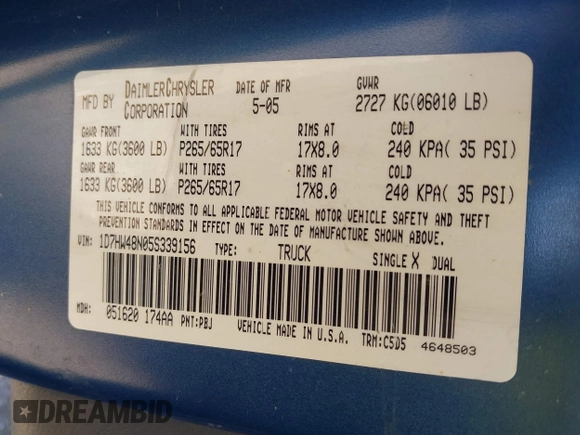 MFD BY DAIMLERCHRYSLER CORPORATION DATE OF MFR 5-05 GVWR 2727 KG(06010 LB)
GAWR FRONT WITH TIRES RIMS AT COLD
1633 KG(3600 LB) P265/65R17 17X8.0 240 KPA( 35 PSI)
GAWR REAR WITH TIRES RIMS AT COLD
1633 KG(3600 LB) P265/65R17 17X8.0 240 KPA( 35 PSI)
THIS VEHICLE CONFORMS TO ALL APPLICABLE FEDERAL MOTOR VEHICLE SAFETY AND THEFT
PREVENTION STANDARDS IN EFFECT ON THE DATE OF MANUFACTURE SHOWN ABOVE.
VIN: 1D7HW48N05S339156 TYPE: TRUCK SINGLE X DUAL
MDH: 051620 174AA PNT:PBJ VEHICLE MADE IN U.S.A. TRM:C5D5 4648503
DREAMBID